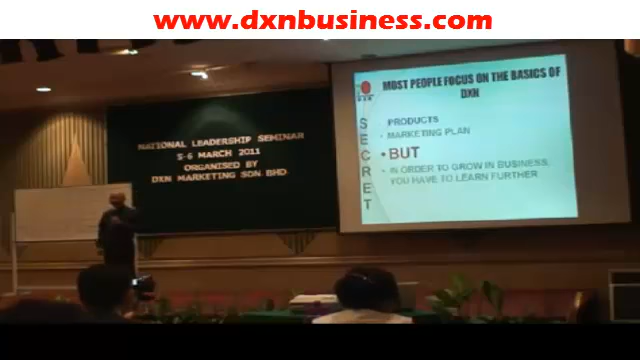 www.dxnbusiness.com
MOST PEOPLE FOCUS ON THE BASICS OF
DXN
SECRET
PRODUCTS
• MARKETING PLAN
• BUT
• IN ORDER TO GROW IN BUSINESS,
YOU HAVE TO LEARN FURTHER
NATIONAL LEADERSHIP SEMINAR
5-6 MARCH 2011
ORGANISED BY
DXN MARKETING SDN BHD